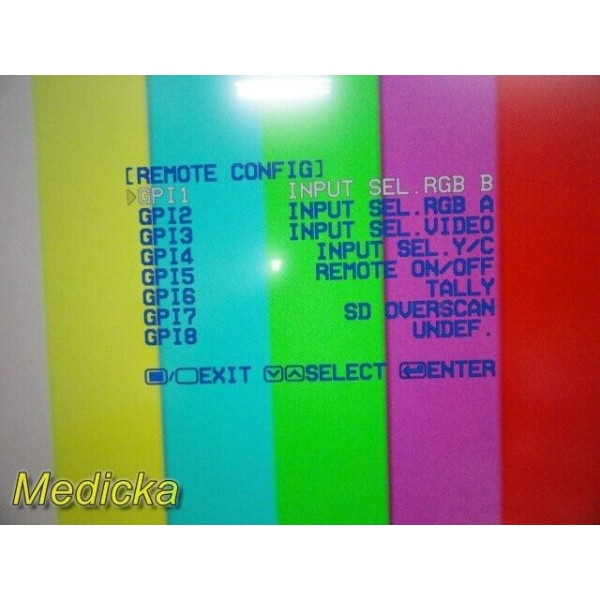 [REMOTE CONFIG]
GPI1 INPUT SEL.RGB B
GPI2 INPUT SEL.RGB A
GPI3 INPUT SEL.VIDEO
GPI4 INPUT SEL.Y/C
GPI5 REMOTE ON/OFF
GPI6 TALLY
GPI7 SD OVERSCAN
GPI8 UNDEF.
/ EXIT SELECT ENTER
Medicka